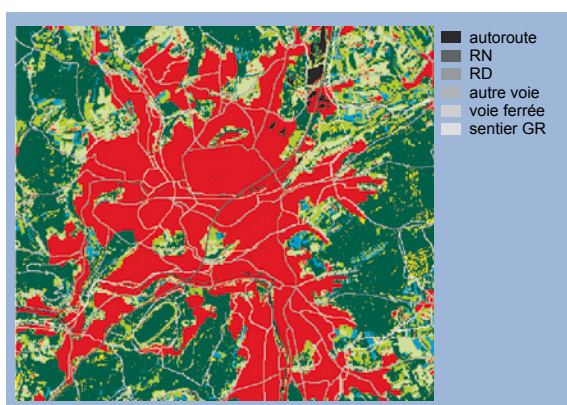 autoroute
RN
RD
autre voie
voie ferrée
sentier GR